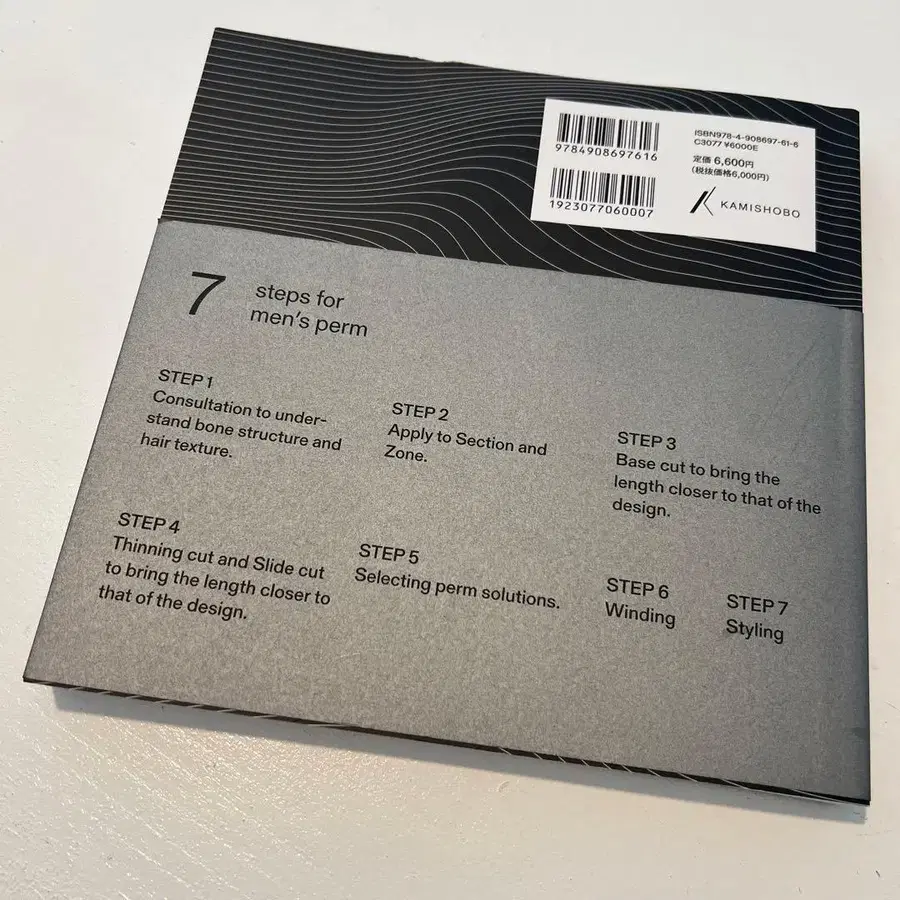 9784908697616
1923077060007
ISBN978-4-908697-61-6
C3077 ¥6000E
定価 6,600円
(税抜価格6,000円)
KAMISHOBO
7
steps for
men's perm
STEP 1
Consultation to under-
stand bone structure and
hair texture.
STEP 2
Apply to Section and
Zone.
STEP 3
Base cut to bring the
length closer to that of the
design.
STEP 4
Thinning cut and Slide cut
to bring the length closer to
that of the design.
STEP 5
Selecting perm solutions.
STEP 6
Winding
STEP 7
Styling